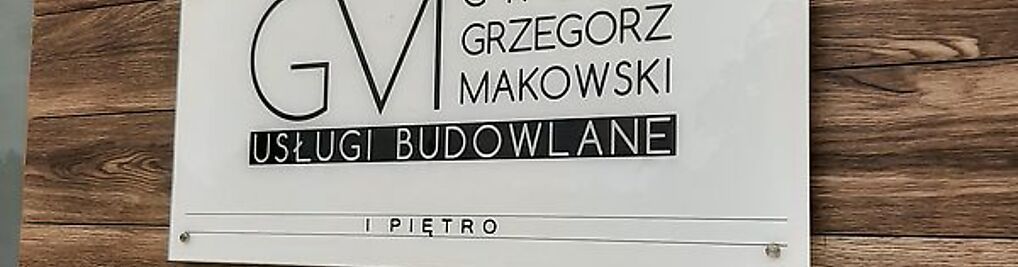 GM
GRZEGORZ
MAKOWSKI
USŁUGI BUDOWLANE
I PIĘTRO